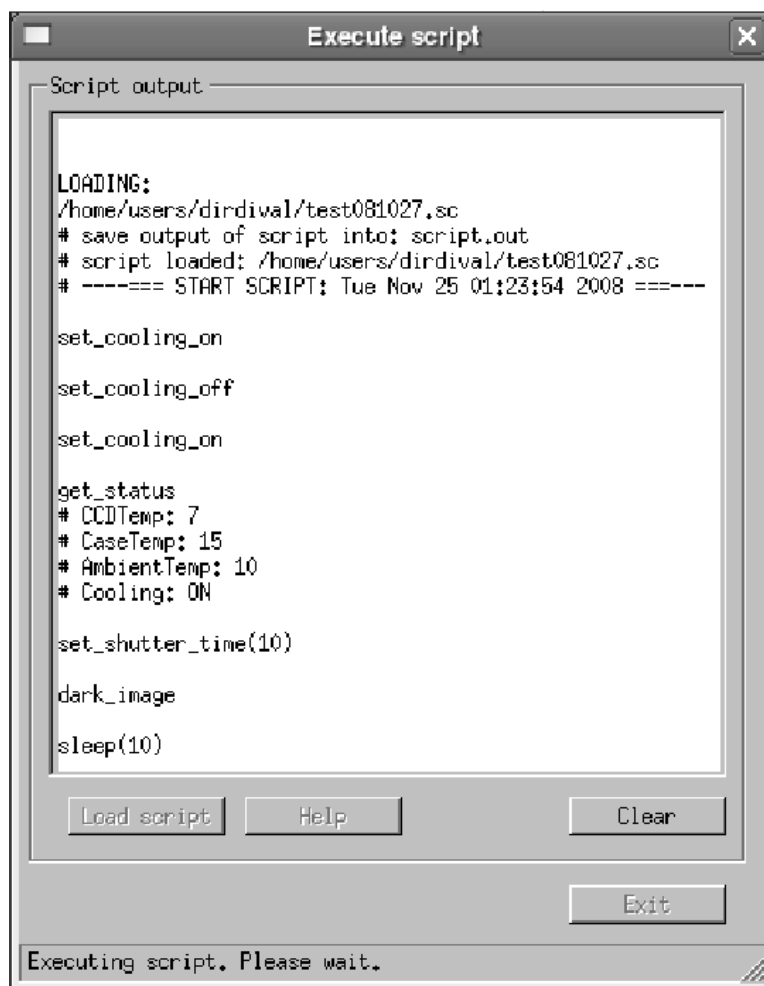 Execute script
Script output
LOADING:
/home/users/dirdival/test081027.sc
# save output of script into: script.out
# script loaded: /home/users/dirdival/test081027.sc
# ----=== START SCRIPT: Tue Nov 25 01:23:54 2008 ===---
set_cooling_on
set_cooling_off
set_cooling_on
get_status
# CCDTemp: 7
# CaseTemp: 15
# AmbientTemp: 10
# Cooling: ON
set_shutter_time(10)
dark_image
sleep(10)
Load script
Help
Clear
Exit
Executing script. Please wait.